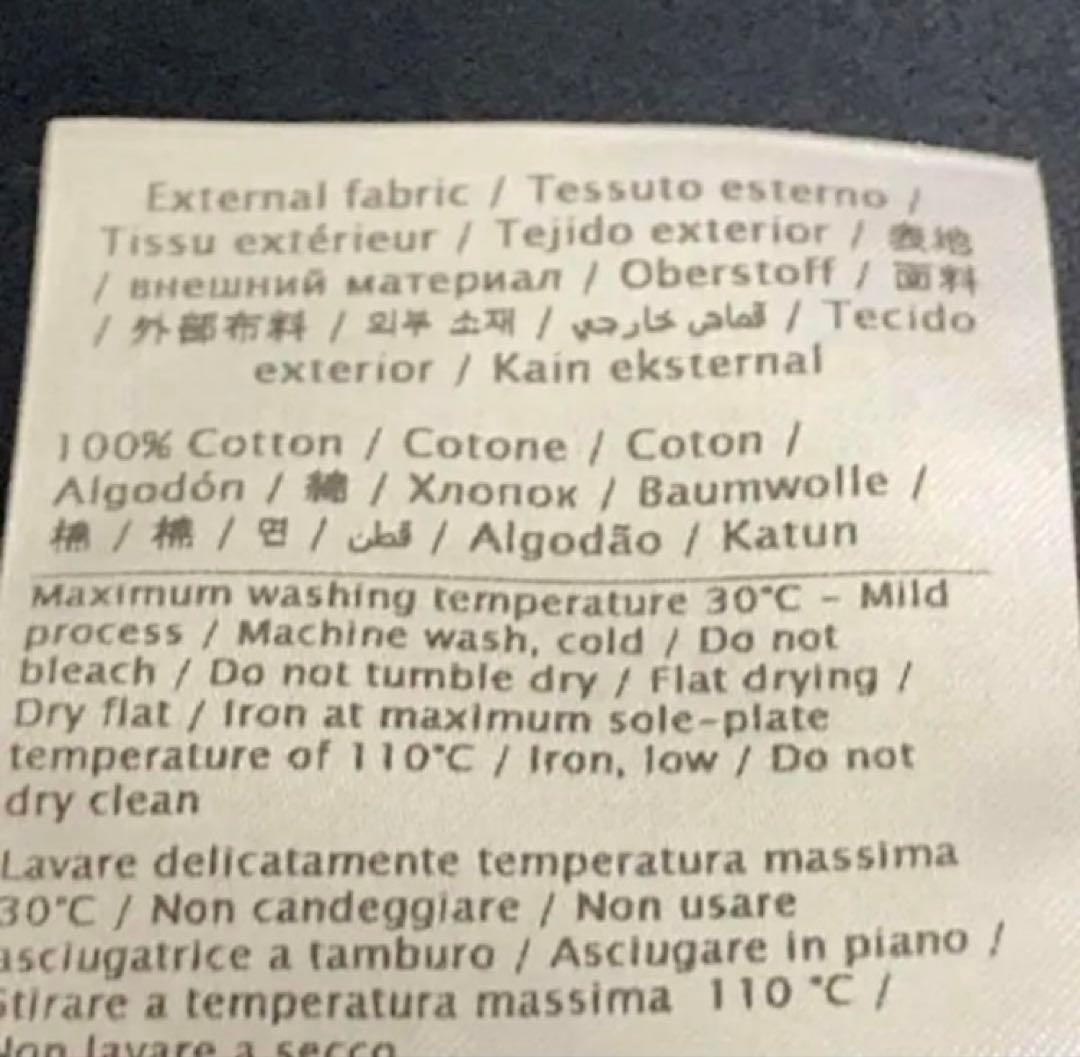 External fabric / Tessuto esterno /
Tissu extérieur / Tejido exterior / 表地
/ внешний материал / Oberstoff / 面料
/ 外部布料 / 외부 소재 / قماش خارجي / Tecido
exterior / Kain eksternal
100% Cotton / Cotone / Coton /
Algodón / 綿 / Хлопок / Baumwolle /
棉 / 棉 / 면 / قطن / Algodão / Katun
Maximum washing temperature 30°C - Mild
process / Machine wash, cold / Do not
bleach / Do not tumble dry / Flat drying /
Dry flat / Iron at maximum sole-plate
temperature of 110°C / Iron, low / Do not
dry clean
Lavare delicatamente temperatura massima
30°C / Non candeggiare / Non usare
asciugatrice a tamburo / Asciugare in piano /
Stirare a temperatura massima 110 °C /
Non lavare a secco